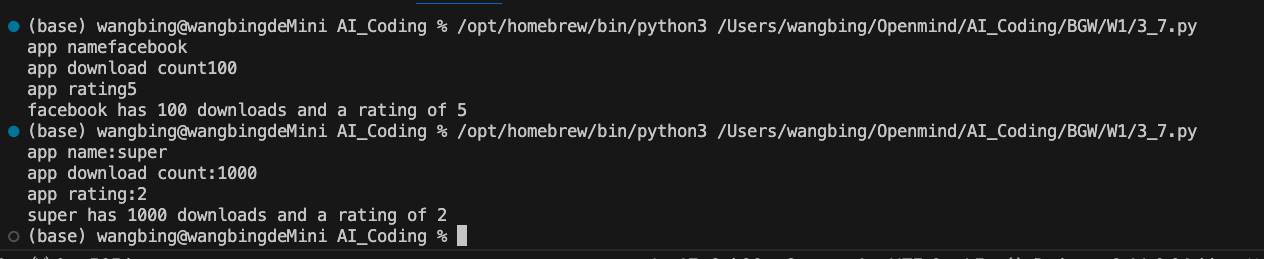 (base) wangbing@wangbingdeMini AI_Coding % /opt/homebrew/bin/python3 /Users/wangbing/Openmind/AI_Coding/BGW/W1/3_7.py
app namefacebook
app download count100
app rating5
facebook has 100 downloads and a rating of 5
(base) wangbing@wangbingdeMini AI_Coding % /opt/homebrew/bin/python3 /Users/wangbing/Openmind/AI_Coding/BGW/W1/3_7.py
app name:super
app download count:1000
app rating:2
super has 1000 downloads and a rating of 2
(base) wangbing@wangbingdeMini AI_Coding %